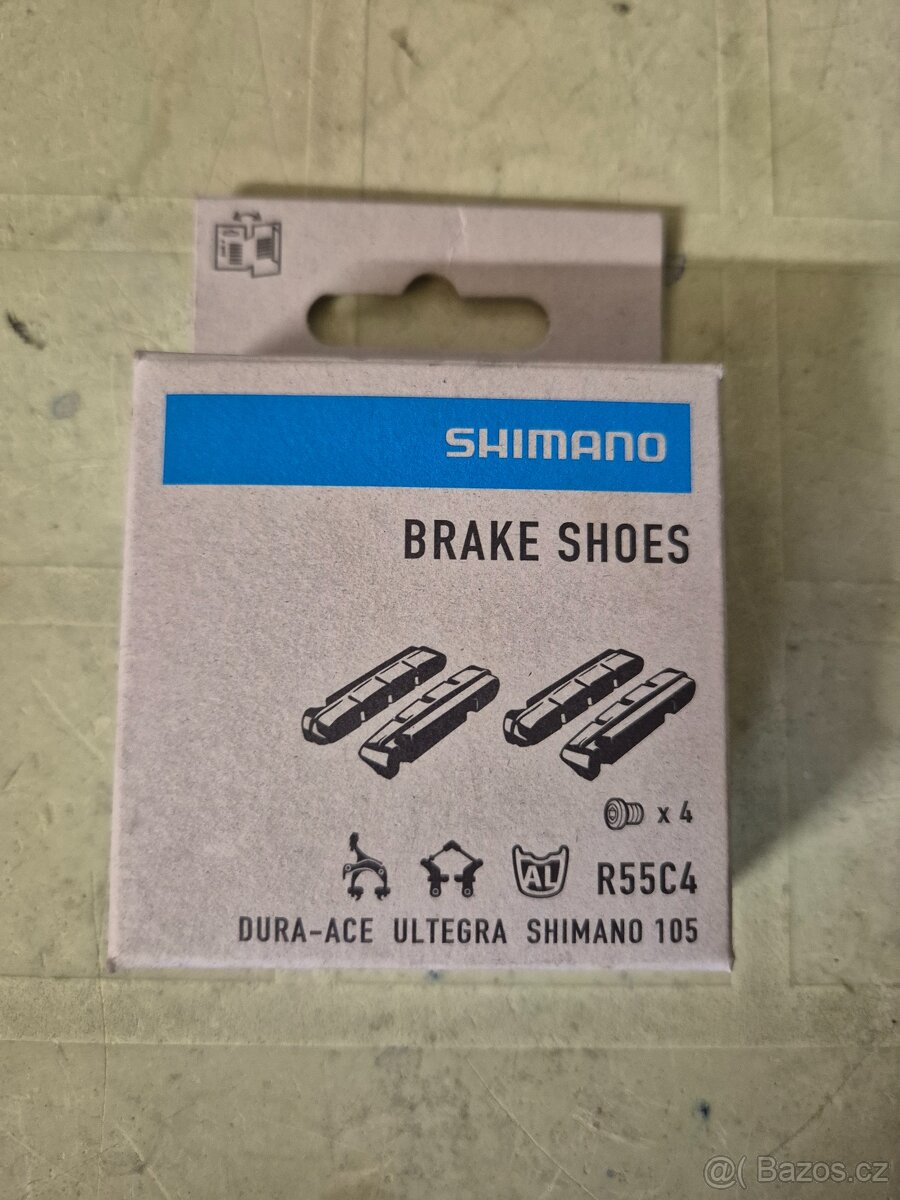 SHIMANO
BRAKE SHOES
x 4
AL
R55C4
DURA-ACE ULTEGRA SHIMANO 105
@( Bazos.cz